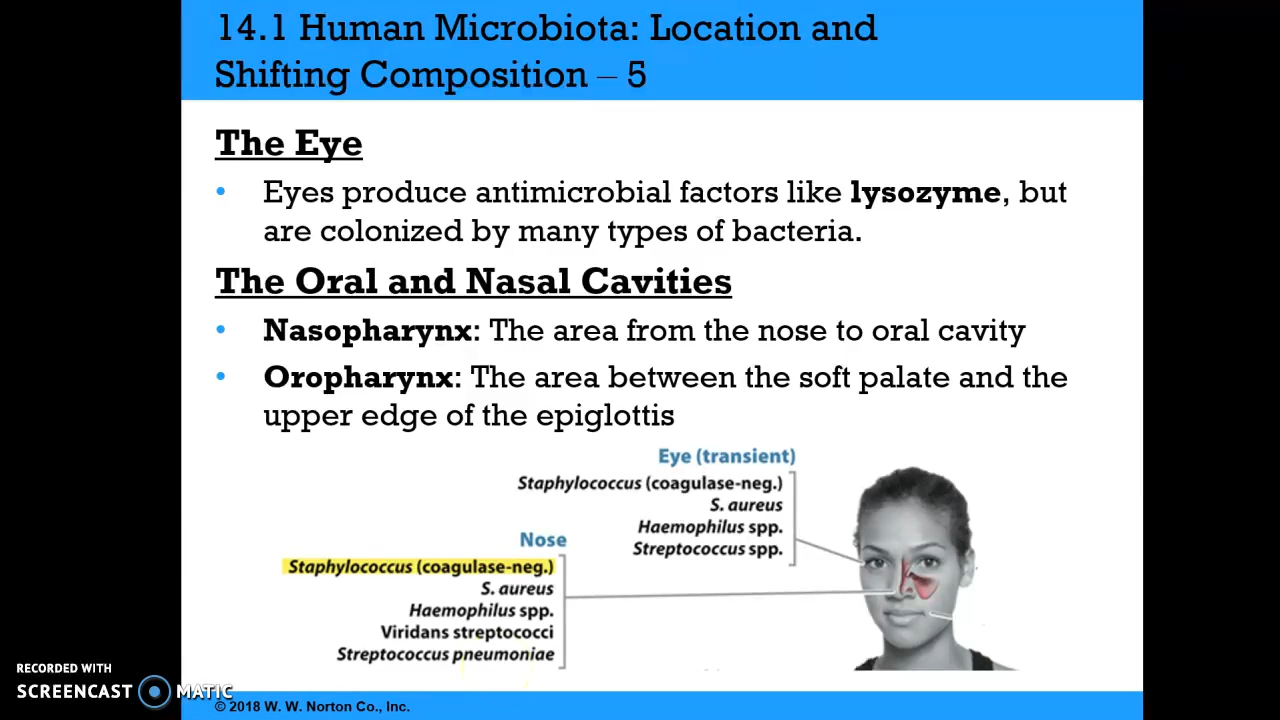 14.1 Human Microbiota: Location and
Shifting Composition – 5
The Eye
• Eyes produce antimicrobial factors like lysozyme, but
are colonized by many types of bacteria.
The Oral and Nasal Cavities
• Nasopharynx: The area from the nose to oral cavity
• Oropharynx: The area between the soft palate and the
upper edge of the epiglottis
Eye (transient)
Staphylococcus (coagulase-neg.)
S. aureus
Haemophilus spp.
Streptococcus spp.
Nose
Staphylococcus (coagulase-neg.)
S. aureus
Haemophilus spp.
Viridans streptococci
Streptococcus pneumoniae
RECORDED WITH
SCREENCAST MATIC
© 2018 W. W. Norton Co., Inc.